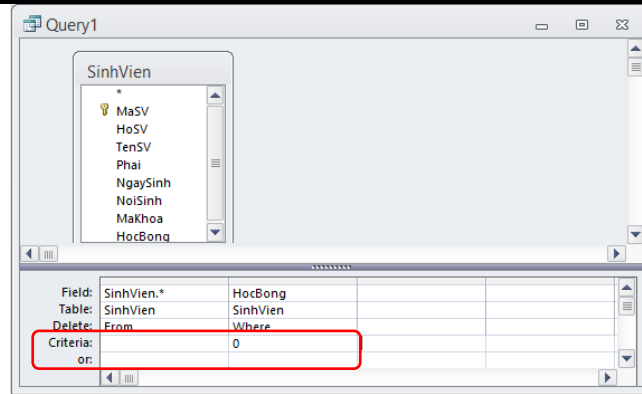 Query1
SinhVien
*
MaSV
HoSV
TenSV
Phai
NgaySinh
NoiSinh
MaKhoa
HocBong
Field: SinhVien.* HocBong
Table: SinhVien SinhVien
Delete: From Where
Criteria: 0
or: